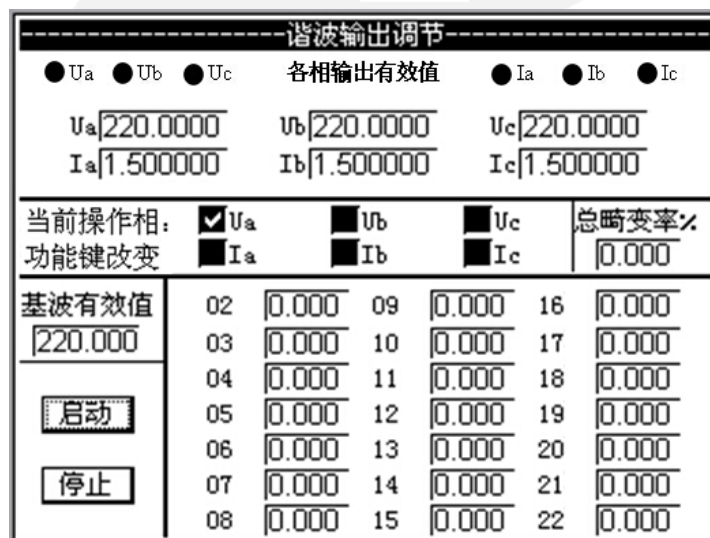 --------------------谐波输出调节--------------------
Ua Ub Uc 各相输出有效值 Ia Ib Ic
Ua 220.0000 Ub 220.0000 Uc 220.0000
Ia 1.500000 Ib 1.500000 Ic 1.500000
当前操作相: Ua Ub Uc 总畸变率%
功能键改变 Ia Ib Ic 0.000
基波有效值 02 0.000 09 0.000 16 0.000
220.000 03 0.000 10 0.000 17 0.000
04 0.000 11 0.000 18 0.000
启动 05 0.000 12 0.000 19 0.000
06 0.000 13 0.000 20 0.000
停止 07 0.000 14 0.000 21 0.000
08 0.000 15 0.000 22 0.000